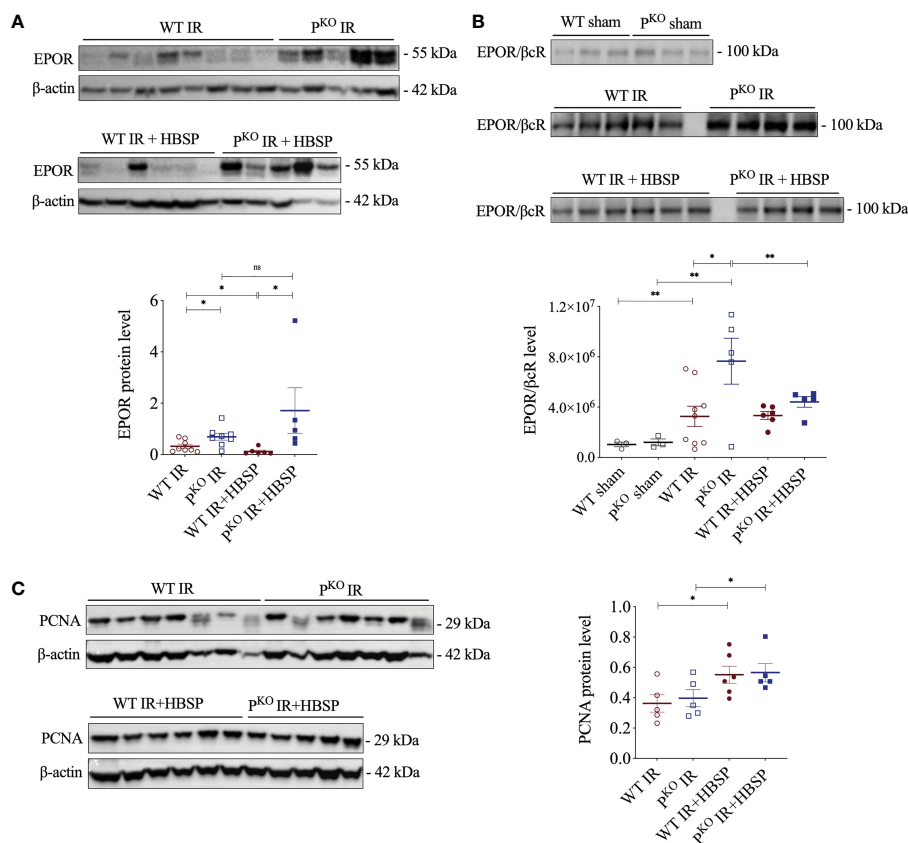 A
WT IR
Pᴷᴼ IR
EPOR
- 55 kDa
β-actin
- 42 kDa
WT IR + HBSP
Pᴷᴼ IR + HBSP
EPOR
- 55 kDa
β-actin
- 42 kDa
ns
*
*
*
EPOR protein level
6
4
2
0
WT IR
Pᴷᴼ IR
WT IR+HBSP
Pᴷᴼ IR+HBSP
B
WT sham
Pᴷᴼ sham
EPOR/βcR
- 100 kDa
WT IR
Pᴷᴼ IR
EPOR/βcR
- 100 kDa
WT IR + HBSP
Pᴷᴼ IR + HBSP
EPOR/βcR
- 100 kDa
*
**
**
**
EPOR/βcR level
1.2×10⁷
8.0×10⁶
4.0×10⁶
0.0
WT sham
Pᴷᴼ sham
WT IR
Pᴷᴼ IR
WT IR+HBSP
Pᴷᴼ IR+HBSP
C
WT IR
Pᴷᴼ IR
PCNA
- 29 kDa
β-actin
- 42 kDa
WT IR+HBSP
Pᴷᴼ IR+HBSP
PCNA
- 29 kDa
β-actin
- 42 kDa
*
*
PCNA protein level
1.0
0.8
0.6
0.4
0.2
0.0
WT IR
Pᴷᴼ IR
WT IR+HBSP
Pᴷᴼ IR+HBSP